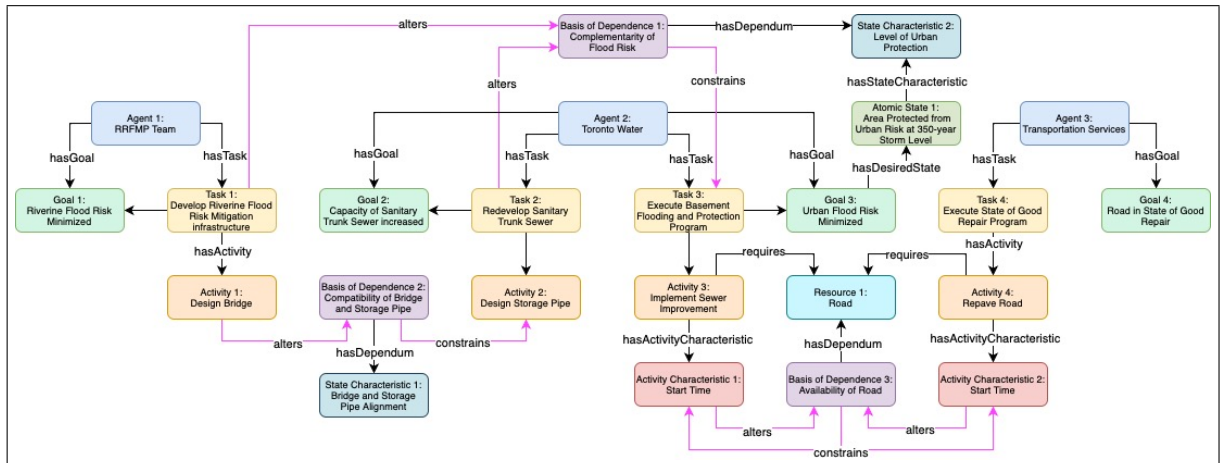 alters
Basis of Dependence 1:
Complementarity of
Flood Risk
hasDependum
State Characteristic 2:
Level of Urban
Protection
alters
constrains
hasStateCharacteristic
Agent 1:
RRFMP Team
Agent 2:
Toronto Water
Atomic State 1:
Area Protected from
Urban Risk at 350-year
Storm Level
Agent 3:
Transportation Services
hasGoal
hasTask
hasGoal
hasTask
hasTask
hasGoal
hasDesiredState
hasTask
hasGoal
Goal 1:
Riverine Flood Risk
Minimized
Task 1:
Develop Riverine Flood
Risk Mitigation
infrastructure
Goal 2:
Capacity of Sanitary
Trunk Sewer increased
Task 2:
Redevelop Sanitary
Trunk Sewer
Task 3:
Execute Basement
Flooding and Protection
Program
Goal 3:
Urban Flood Risk
Minimized
Task 4:
Execute State of Good
Repair Program
Goal 4:
Road in State of Good
Repair
hasActivity
requires
requires
hasActivity
Activity 1:
Design Bridge
Basis of Dependence 2:
Compatibility of Bridge
and Storage Pipe
Activity 2:
Design Storage Pipe
Activity 3:
Implement Sewer
Improvement
Resource 1:
Road
Activity 4:
Repave Road
alters
hasDependum
constrains
hasActivityCharacteristic
hasDependum
hasActivityCharacteristic
State Characteristic 1:
Bridge and Storage
Pipe Alignment
Activity Characteristic 1:
Start Time
Basis of Dependence 3:
Availability of Road
Activity Characteristic 2:
Start Time
alters
alters
constrains